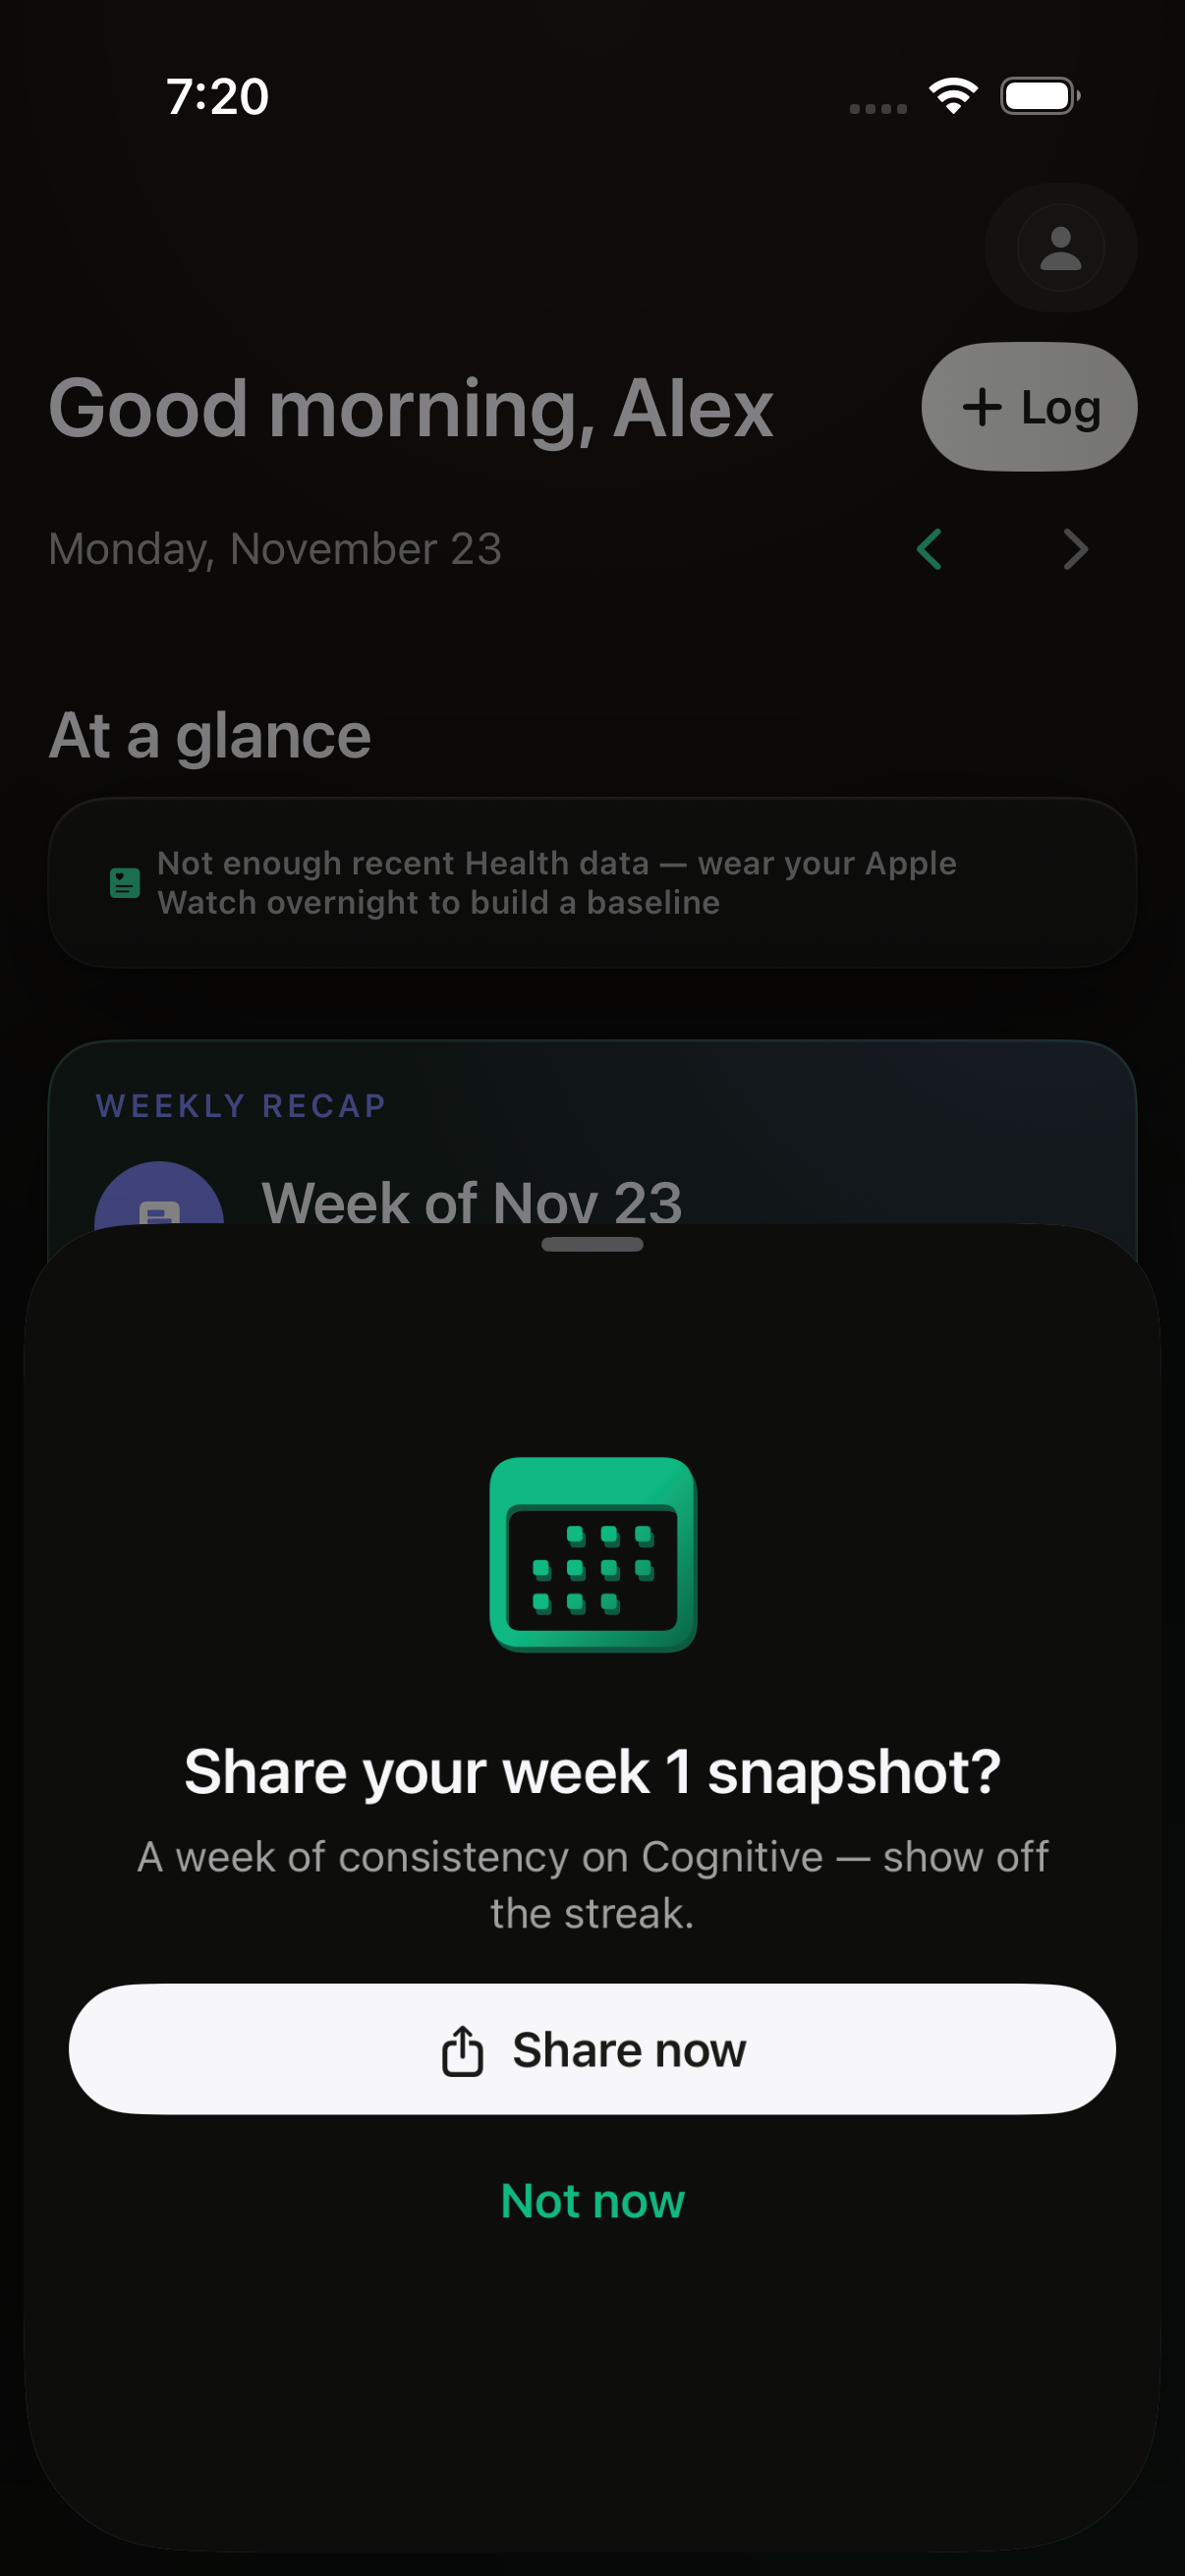 7:20
Good morning, Alex
Log
Monday, November 23
At a glance
Not enough recent Health data — wear your Apple
Watch overnight to build a baseline
WEEKLY RECAP
Week of Nov 23
Share your week 1 snapshot?
A week of consistency on Cognitive — show off
the streak.
Share now
Not now